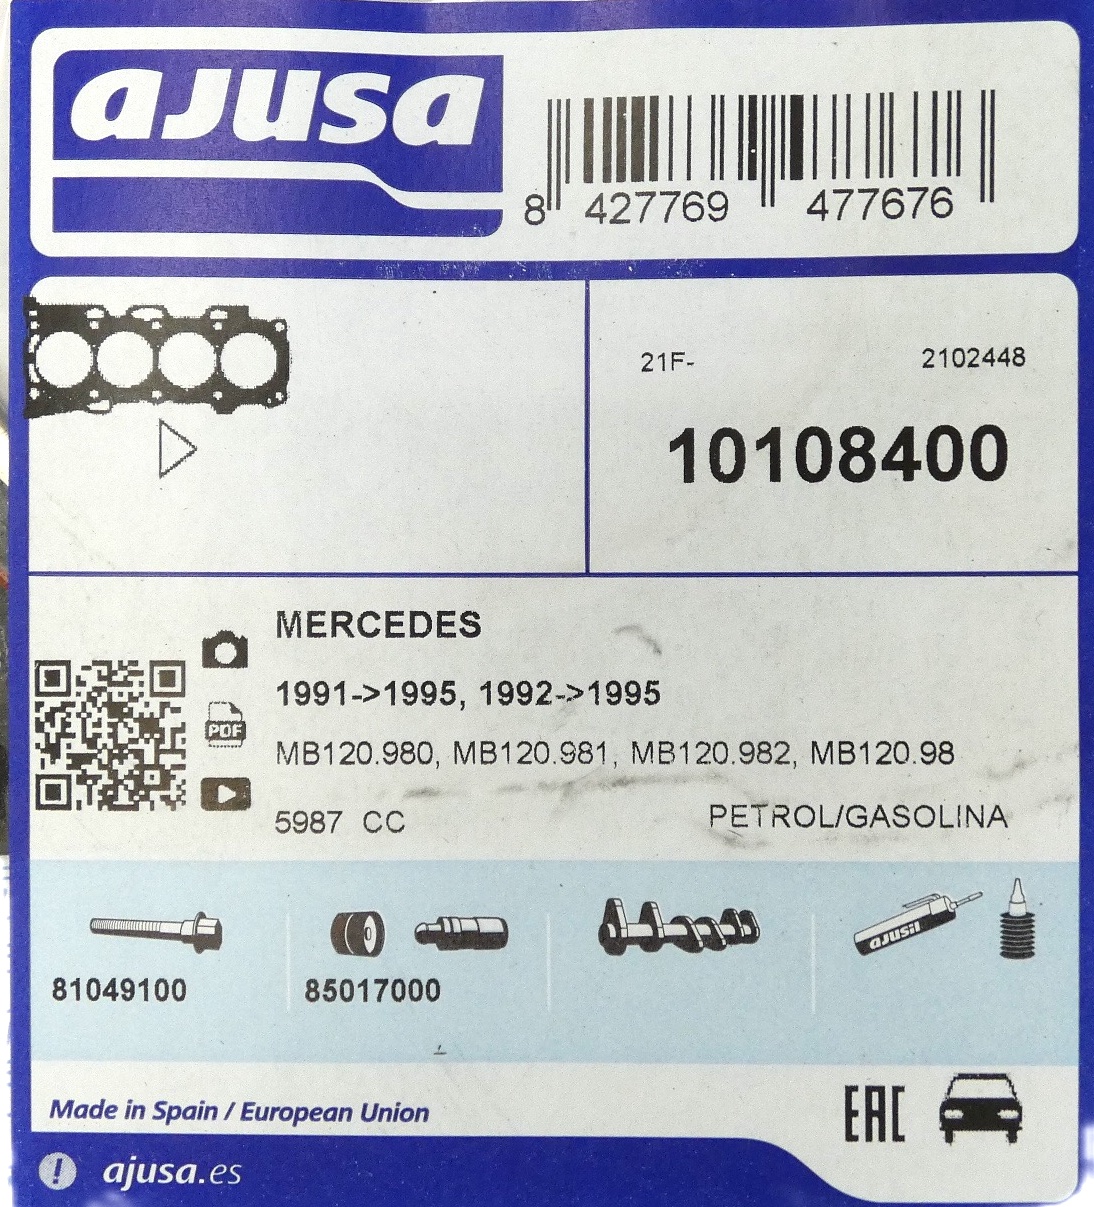 ajusa
8 427769 477676
21F- 2102448
10108400
MERCEDES
1991->1995, 1992->1995
PDF
MB120.980, MB120.981, MB120.982, MB120.98
5987 CC PETROL/GASOLINA
ajusil
81049100 85017000
Made in Spain / European Union
EAC
! ajusa.es